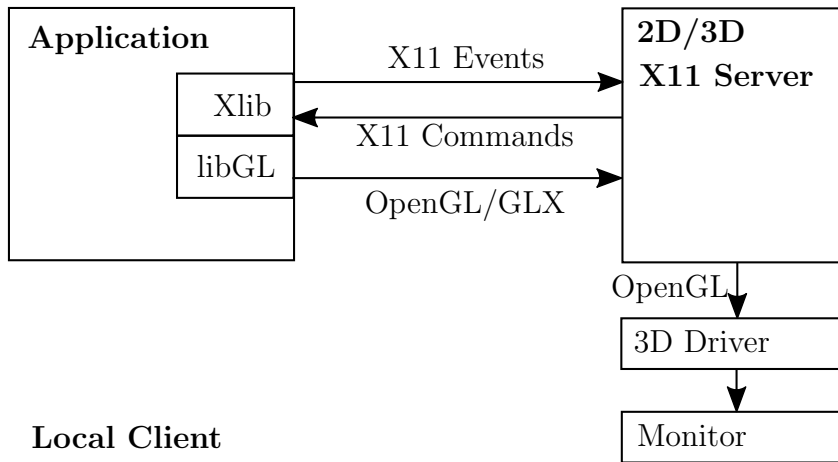 Application
2D/3D
X11 Server
X11 Events
Xlib
X11 Commands
libGL
OpenGL/GLX
OpenGL
3D Driver
Local Client
Monitor